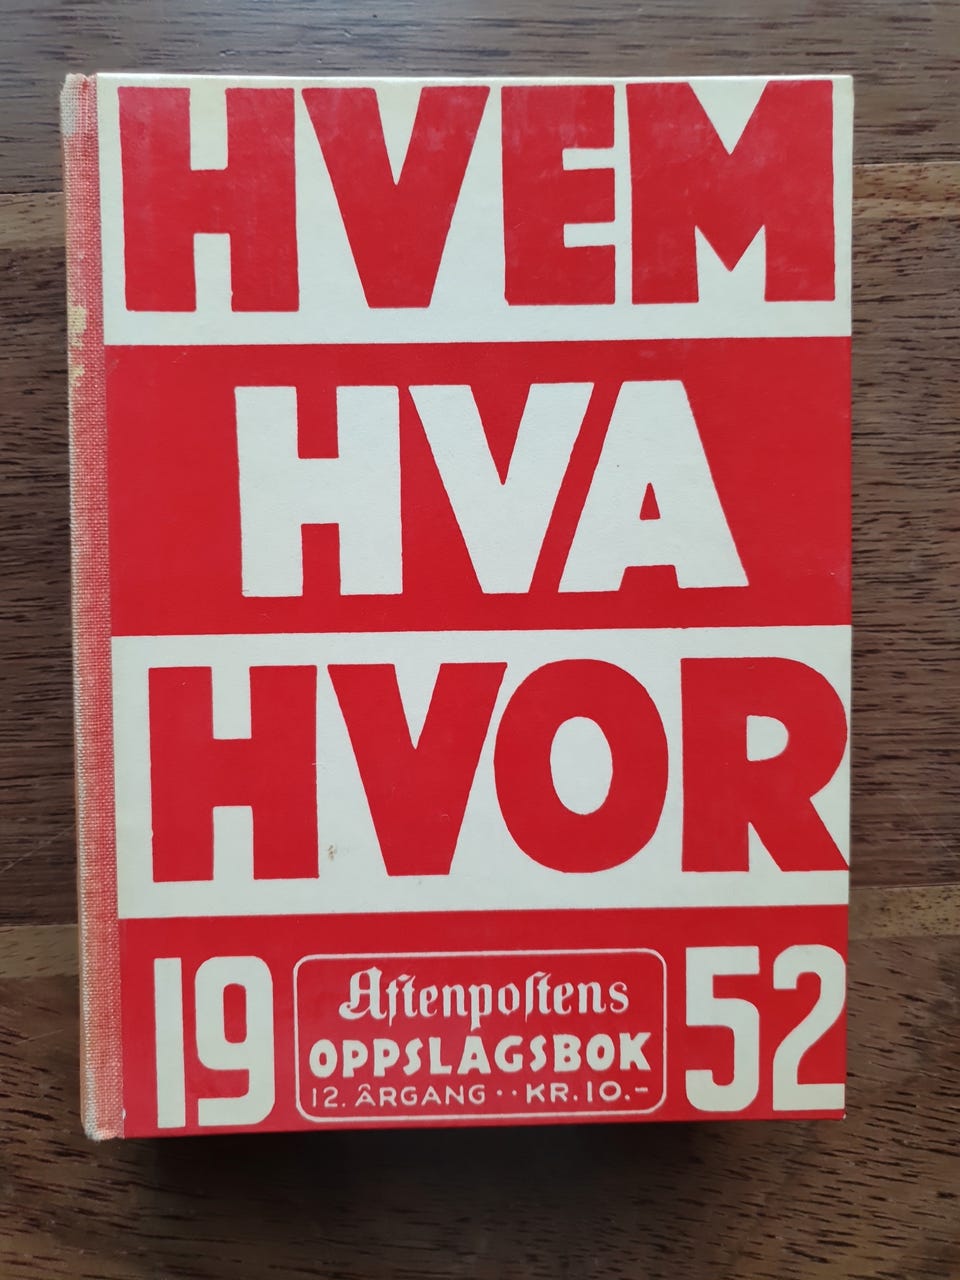 HVEM
HVA
HVOR
19 52
Aftenpoſtens
OPPSLAGSBOK
12. ÅRGANG ·· KR. 10.-